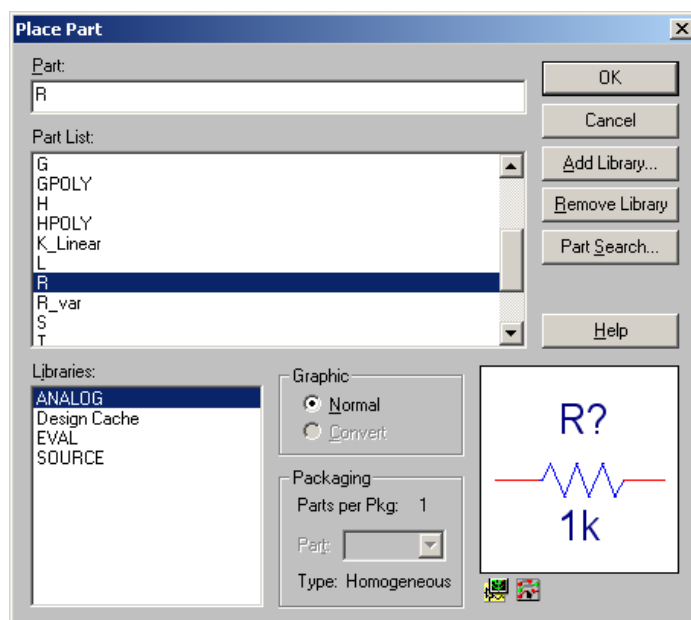 Place Part
Part:
R
OK
Cancel
Part List:
G
GPOLY
H
HPOLY
K_Linear
L
R
R_var
S
T
Add Library...
Remove Library
Part Search...
Help
Libraries:
ANALOG
Design Cache
EVAL
SOURCE
Graphic
Normal
Convert
Packaging
Parts per Pkg: 1
Part:
Type: Homogeneous
R?
1k